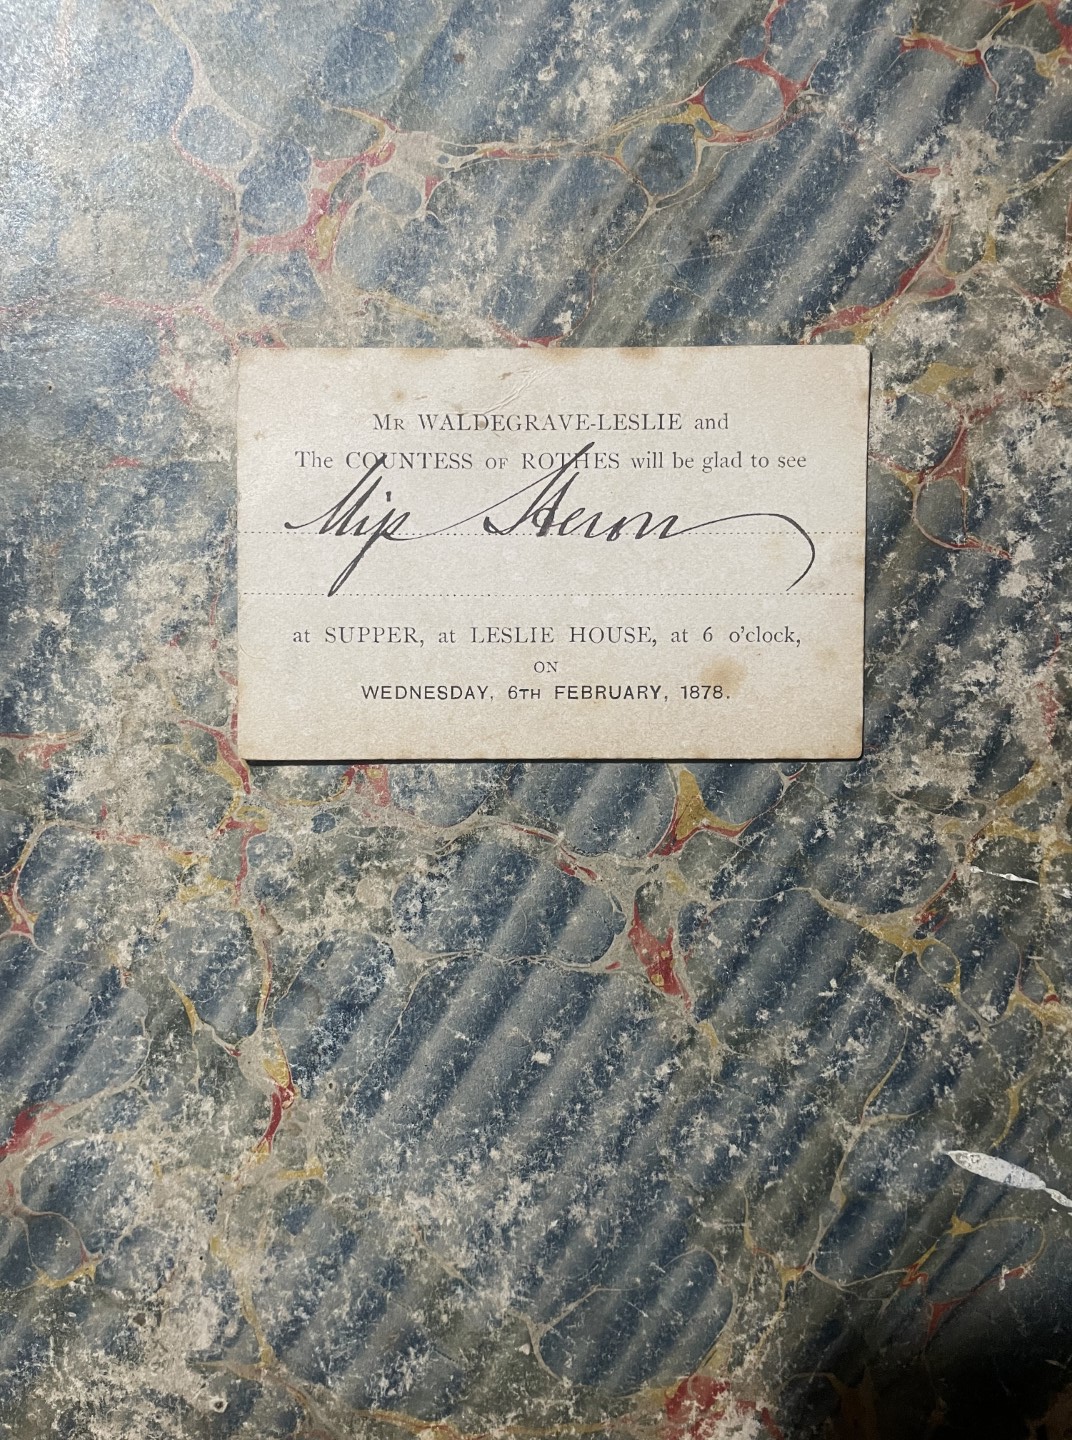 Mr WALDEGRAVE-LESLIE and
The COUNTESS OF ROTHES will be glad to see
Miſs Heron
at SUPPER, at LESLIE HOUSE, at 6 o'clock,
ON
WEDNESDAY, 6TH FEBRUARY, 1878.